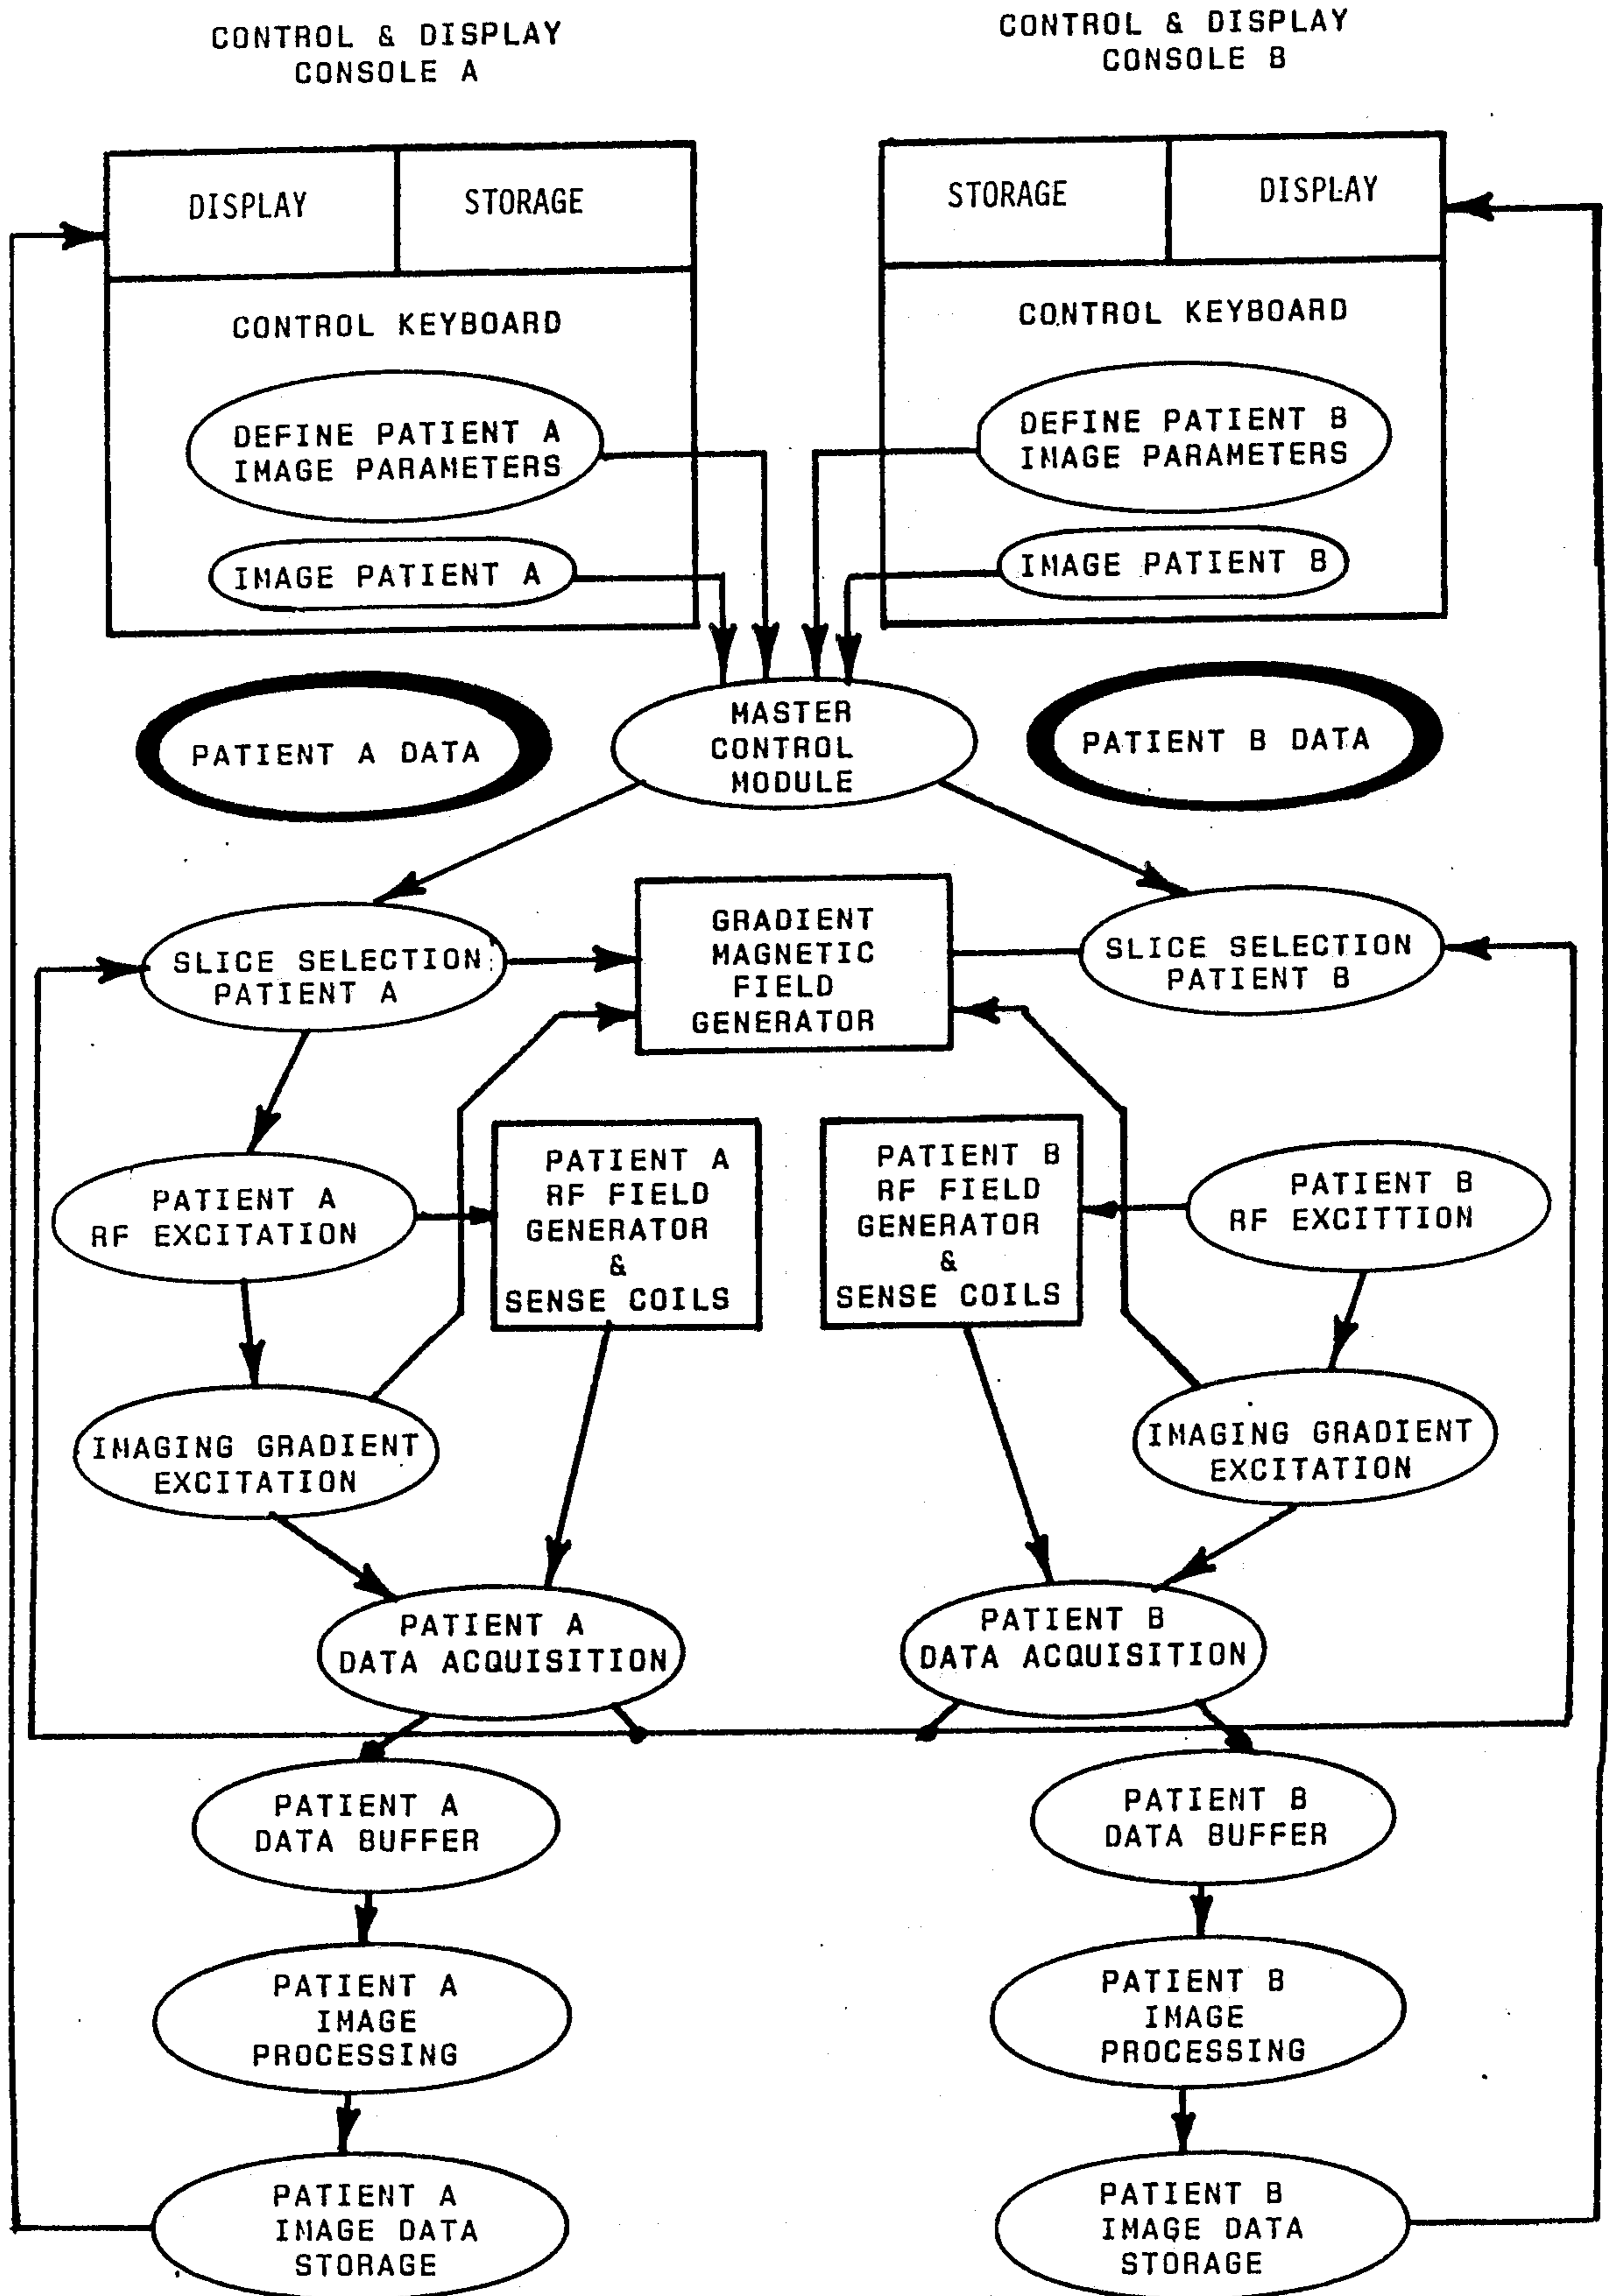 CONTROL & DISPLAY
CONSOLE A
CONTROL & DISPLAY
CONSOLE B
DISPLAY
STORAGE
STORAGE
DISPLAY
CONTROL KEYBOARD
CONTROL KEYBOARD
DEFINE PATIENT A
IMAGE PARAMETERS
DEFINE PATIENT B
IMAGE PARAMETERS
IMAGE PATIENT A
IMAGE PATIENT B
PATIENT A DATA
MASTER
CONTROL
MODULE
PATIENT B DATA
SLICE SELECTION
PATIENT A
GRADIENT
MAGNETIC
FIELD
GENERATOR
SLICE SELECTION
PATIENT B
PATIENT A
RF EXCITATION
PATIENT A
RF FIELD
GENERATOR
&
SENSE COILS
PATIENT B
RF FIELD
GENERATOR
&
SENSE COILS
PATIENT B
RF EXCITTION
IMAGING GRADIENT
EXCITATION
IMAGING GRADIENT
EXCITATION
PATIENT A
DATA ACQUISITION
PATIENT B
DATA ACQUISITION
PATIENT A
DATA BUFFER
PATIENT B
DATA BUFFER
PATIENT A
IMAGE
PROCESSING
PATIENT B
IMAGE
PROCESSING
PATIENT A
IMAGE DATA
STORAGE
PATIENT B
IMAGE DATA
STORAGE